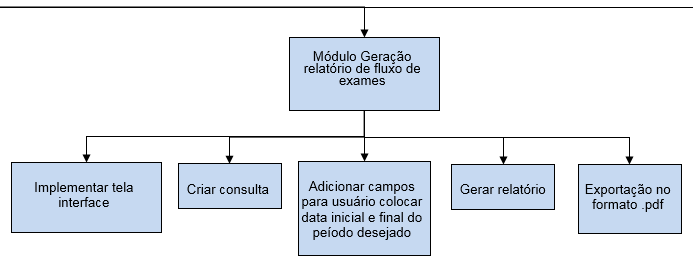 Módulo Geração
relatório de fluxo de
exames
Implementar tela
interface
Criar consulta
Adicionar campos
para usuário colocar
data inicial e final do
peíodo desejado
Gerar relatório
Exportação no
formato .pdf